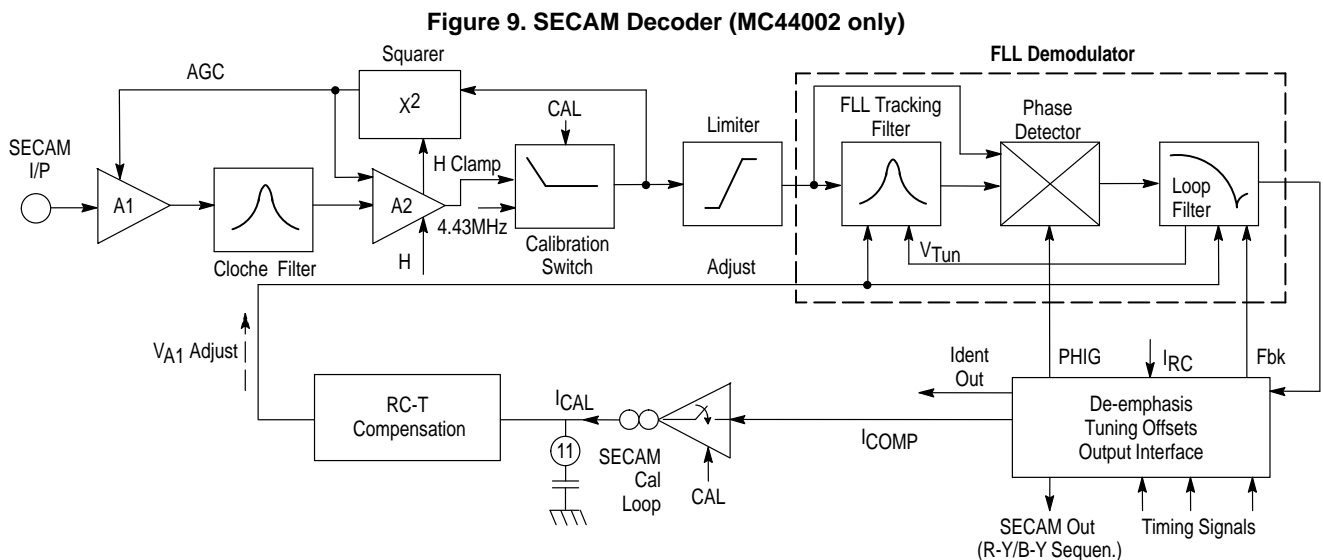 Figure 9. SECAM Decoder (MC44002 only)
Squarer
FLL Demodulator
AGC
X2
CAL
Limiter
FLL Tracking
Filter
Phase
Detector
SECAM
I/P
H Clamp
A1
A2
Loop
Filter
4.43MHz
Calibration
Switch
Cloche Filter
H
Adjust
VTun
VA1 Adjust
Ident
Out
PHIG
IRC
Fbk
RC-T
Compensation
ICAL
11
SECAM
Cal
Loop
CAL
ICOMP
De-emphasis
Tuning Offsets
Output Interface
SECAM Out
(R-Y/B-Y Sequen.)
Timing Signals